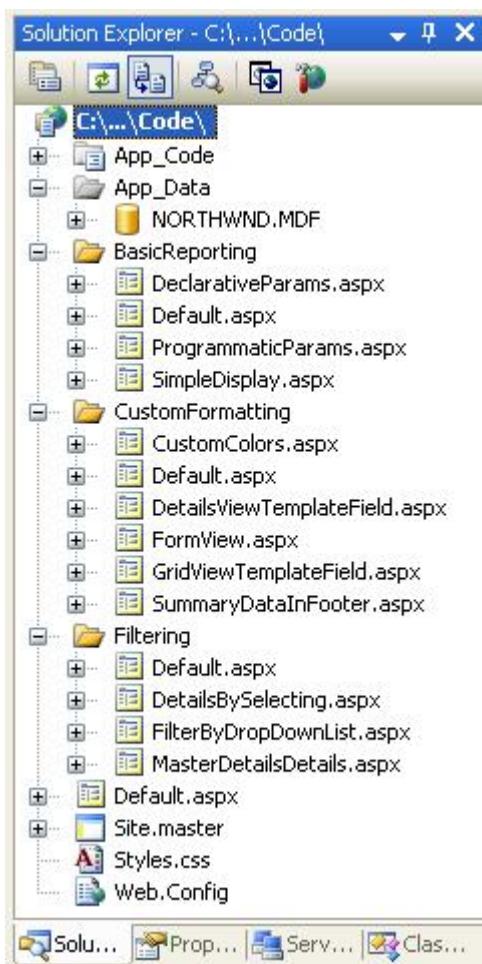 Solution Explorer - C:\...\Code\
C:\...\Code\
App_Code
App_Data
NORTHWND.MDF
BasicReporting
DeclarativeParams.aspx
Default.aspx
ProgrammaticParams.aspx
SimpleDisplay.aspx
CustomFormatting
CustomColors.aspx
Default.aspx
DetailsViewTemplateField.aspx
FormView.aspx
GridViewTemplateField.aspx
SummaryDataInFooter.aspx
Filtering
Default.aspx
DetailsBySelecting.aspx
FilterByDropDownList.aspx
MasterDetailsDetails.aspx
Default.aspx
Site.master
Styles.css
Web.Config
Solu... Prop... Serv... Clas...